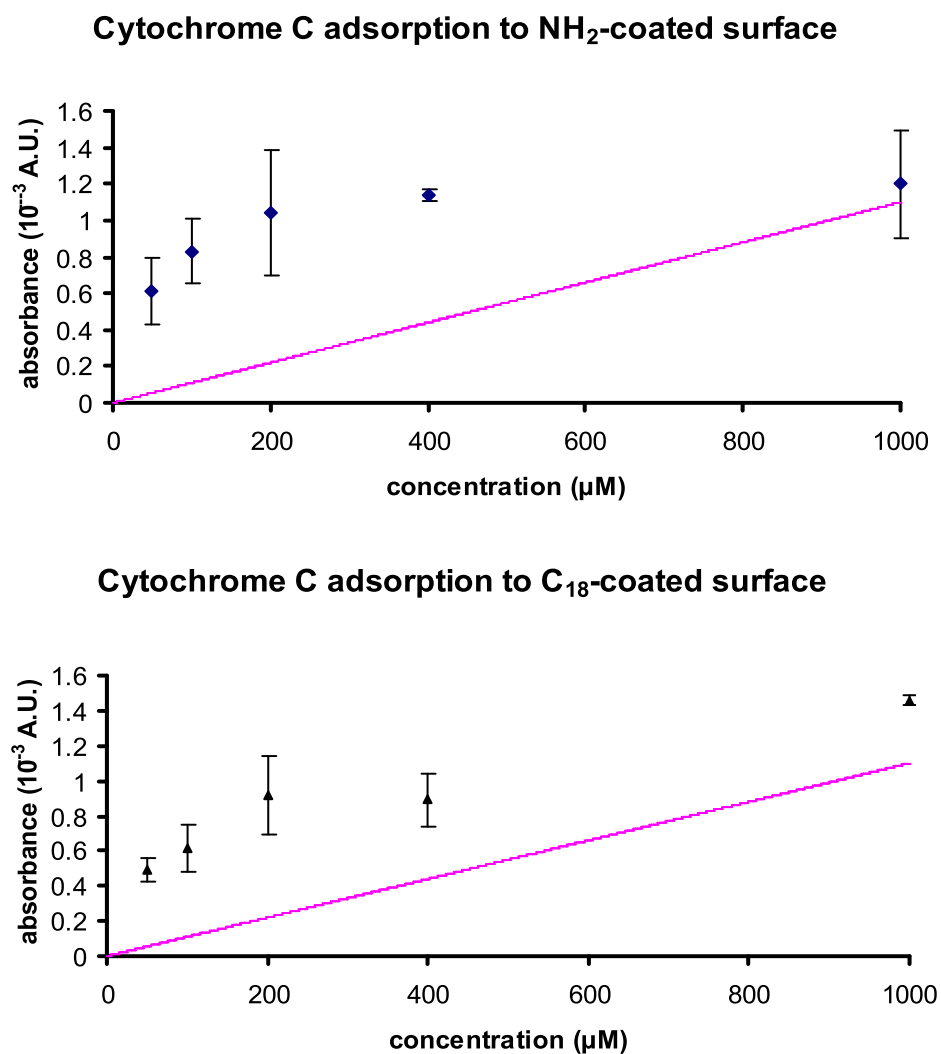 Cytochrome C adsorption to NH₂-coated surface
absorbance (10⁻⁻³ A.U.)
1.6
1.4
1.2
1
0.8
0.6
0.4
0.2
0
0 200 400 600 800 1000
concentration (µM)
Cytochrome C adsorption to C₁₈-coated surface
absorbance (10⁻³ A.U.)
1.6
1.4
1.2
1
0.8
0.6
0.4
0.2
0
0 200 400 600 800 1000
concentration (µM)